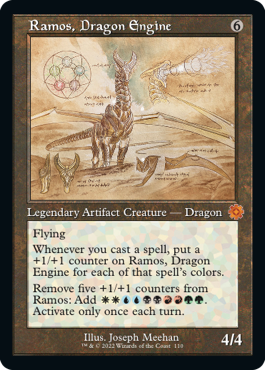 Ramos, Dragon Engine 6
Legendary Artifact Creature — Dragon
Flying
Whenever you cast a spell, put a
+1/+1 counter on Ramos, Dragon
Engine for each of that spell's colors.
Remove five +1/+1 counters from
Ramos: Add
Activate only once each turn.
Illus. Joseph Meehan
™ & © 2022 Wizards of the Coast 110
4/4